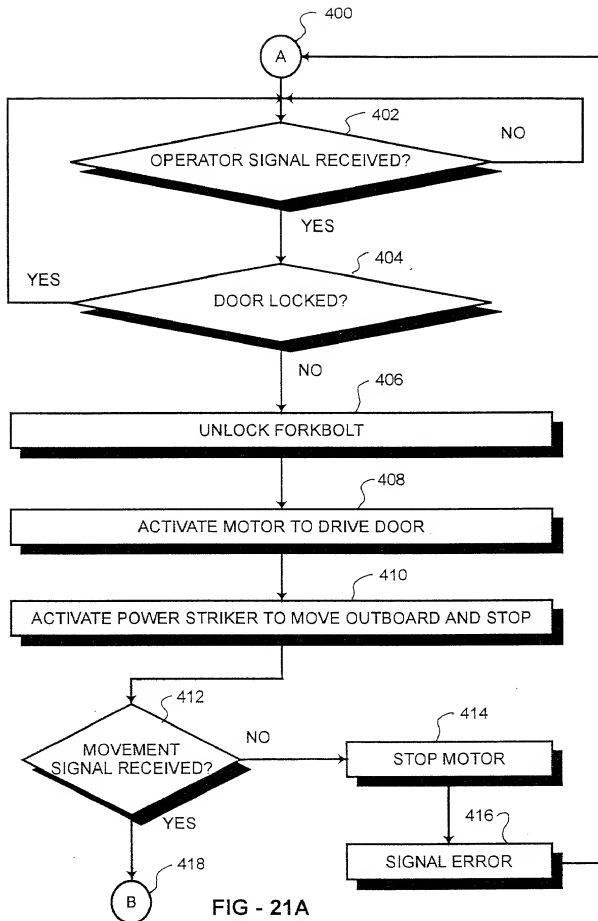 400
A
402
NO
OPERATOR SIGNAL RECEIVED?
YES
404
YES
DOOR LOCKED?
NO
406
UNLOCK FORKBOLT
408
ACTIVATE MOTOR TO DRIVE DOOR
410
ACTIVATE POWER STRIKER TO MOVE OUTBOARD AND STOP
412
MOVEMENT
SIGNAL RECEIVED?
NO
414
STOP MOTOR
YES
416
SIGNAL ERROR
B
418
FIG - 21A